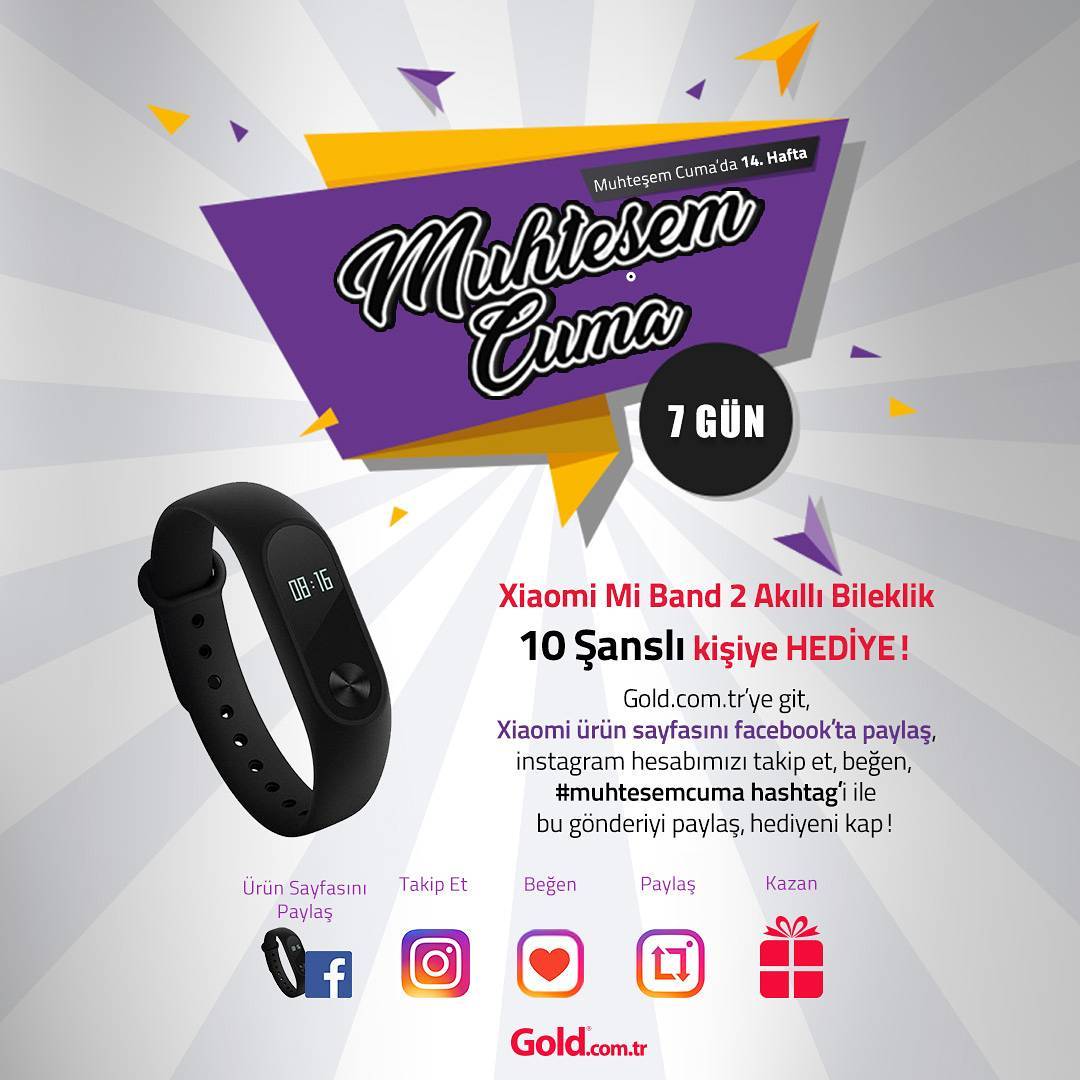 Muhteşem Cuma'da 14. Hafta
Muhteşem
Cuma
7 GÜN
08:16
Xiaomi Mi Band 2 Akıllı Bileklik
10 Şanslı kişiye HEDİYE !
Gold.com.tr'ye git,
Xiaomi ürün sayfasını facebook'ta paylaş,
instagram hesabımızı takip et, beğen,
#muhtesemcuma hashtag'i ile
bu gönderiyi paylaş, hediyeni kap !
Ürün Sayfasını
Paylaş
Takip Et
Beğen
Paylaş
Kazan
f
Gold®.com.tr